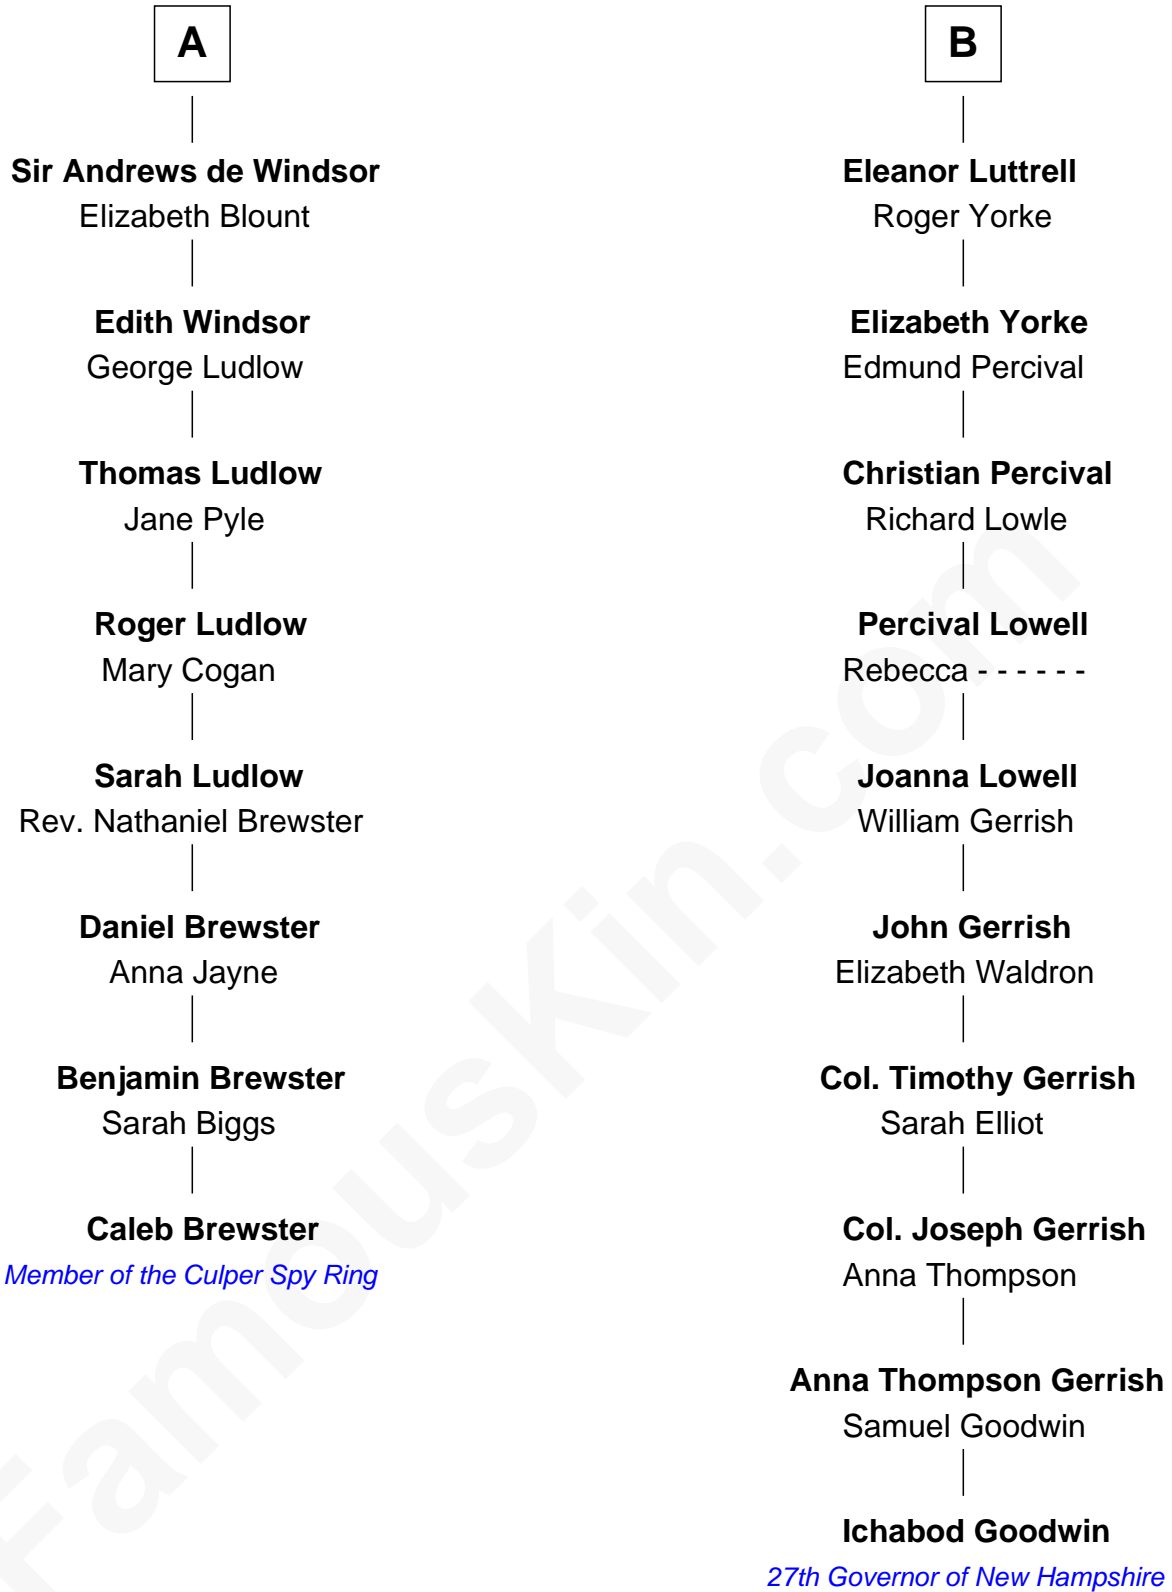 A
Sir Andrews de Windsor
Elizabeth Blount
Edith Windsor
George Ludlow
Thomas Ludlow
Jane Pyle
Roger Ludlow
Mary Cogan
Sarah Ludlow
Rev. Nathaniel Brewster
Daniel Brewster
Anna Jayne
Benjamin Brewster
Sarah Biggs
Caleb Brewster
Member of the Culper Spy Ring
B
Eleanor Luttrell
Roger Yorke
Elizabeth Yorke
Edmund Percival
Christian Percival
Richard Lowle
Percival Lowell
Rebecca - - - - - -
Joanna Lowell
William Gerrish
John Gerrish
Elizabeth Waldron
Col. Timothy Gerrish
Sarah Elliot
Col. Joseph Gerrish
Anna Thompson
Anna Thompson Gerrish
Samuel Goodwin
Ichabod Goodwin
27th Governor of New Hampshire
FamousKin.com